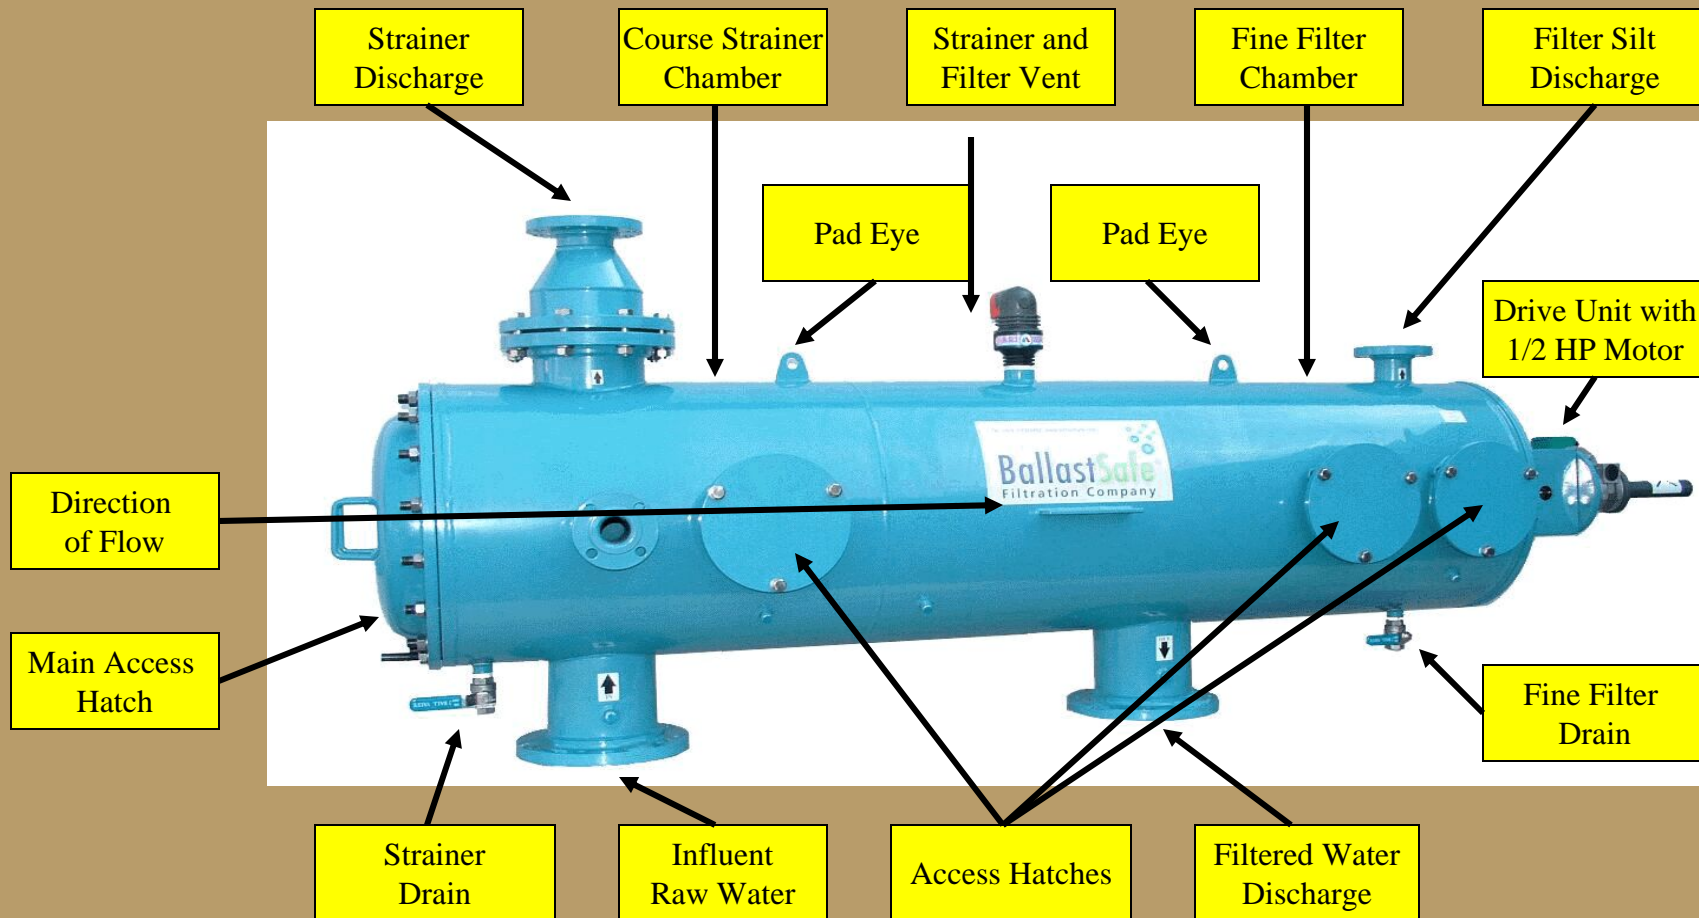 Strainer
Discharge
Course Strainer
Chamber
Strainer and
Filter Vent
Fine Filter
Chamber
Filter Silt
Discharge
Pad Eye
Pad Eye
Drive Unit with
1/2 HP Motor
BallastSafe
Filtration Company
Direction
of Flow
Main Access
Hatch
Fine Filter
Drain
Strainer
Drain
Influent
Raw Water
Access Hatches
Filtered Water
Discharge